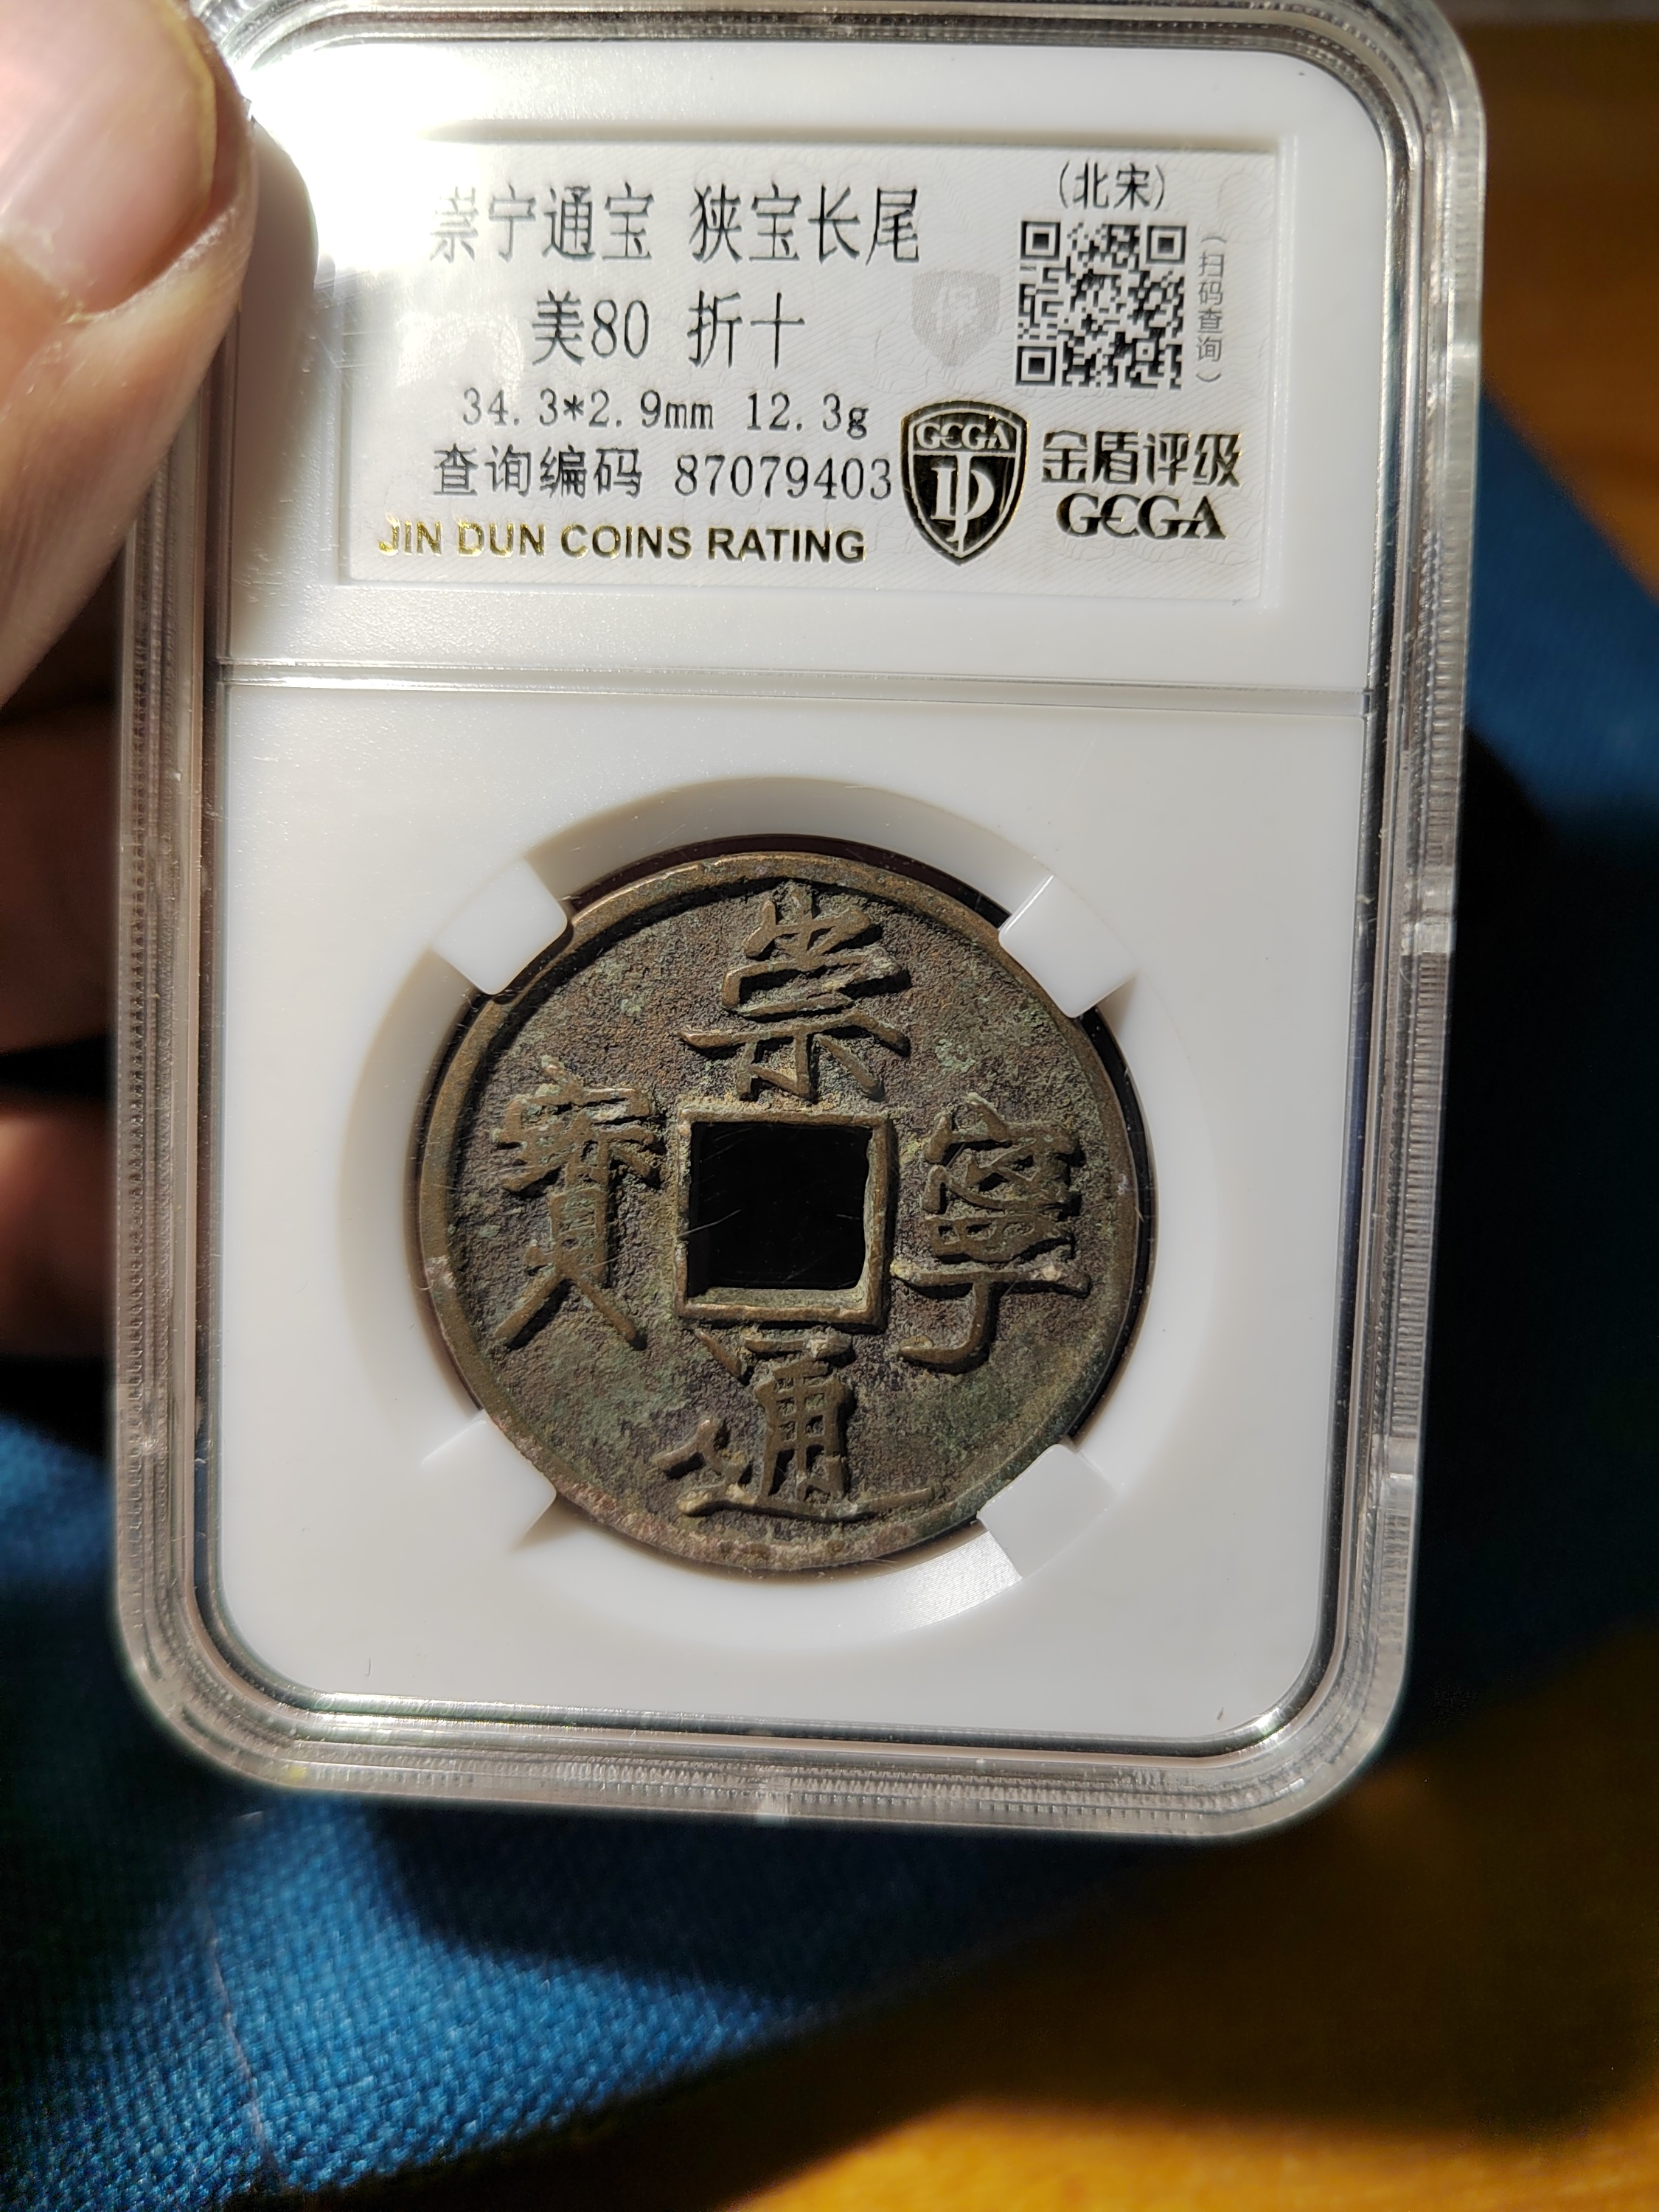 崇宁通宝 狭宝长尾
美80 折十
34.3*2.9mm 12.3g
查询编码 87079403
JIN DUN COINS RATING
(北宋)
(扫码查询)
保
GCGA
JD
金盾评级
GCGA
崇
寧
通
寶